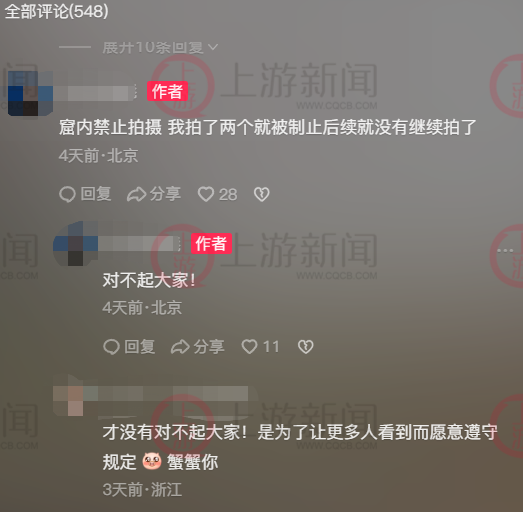 全部评论(548)
展开10条回复
作者
窟内禁止拍摄 我拍了两个就被制止后续就没有继续拍了
4天前·北京
回复 分享 28
作者
对不起大家!
4天前·北京
回复 分享 11
才没有对不起大家!是为了让更多人看到而愿意遵守
规定 蟹蟹你
3天前·浙江
上游新闻
WWW.CQCB.COM